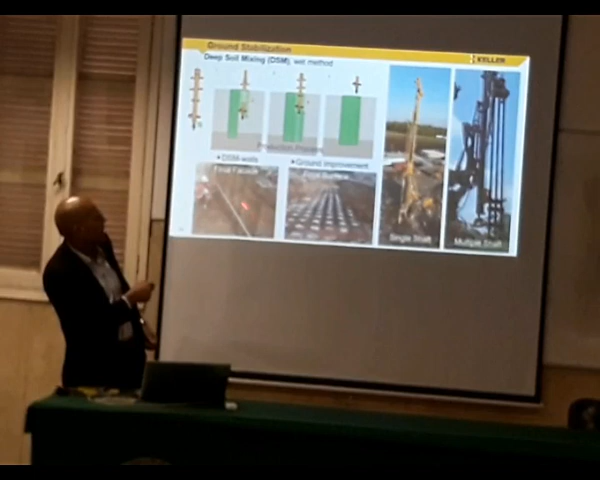 Ground Stabilization
KELLER
Deep Soil Mixing (DSM), wet method
Production Process
• DSM-walls
• Ground improvement
Final Facade
Final Surface
Single Shaft
Multiple Shaft